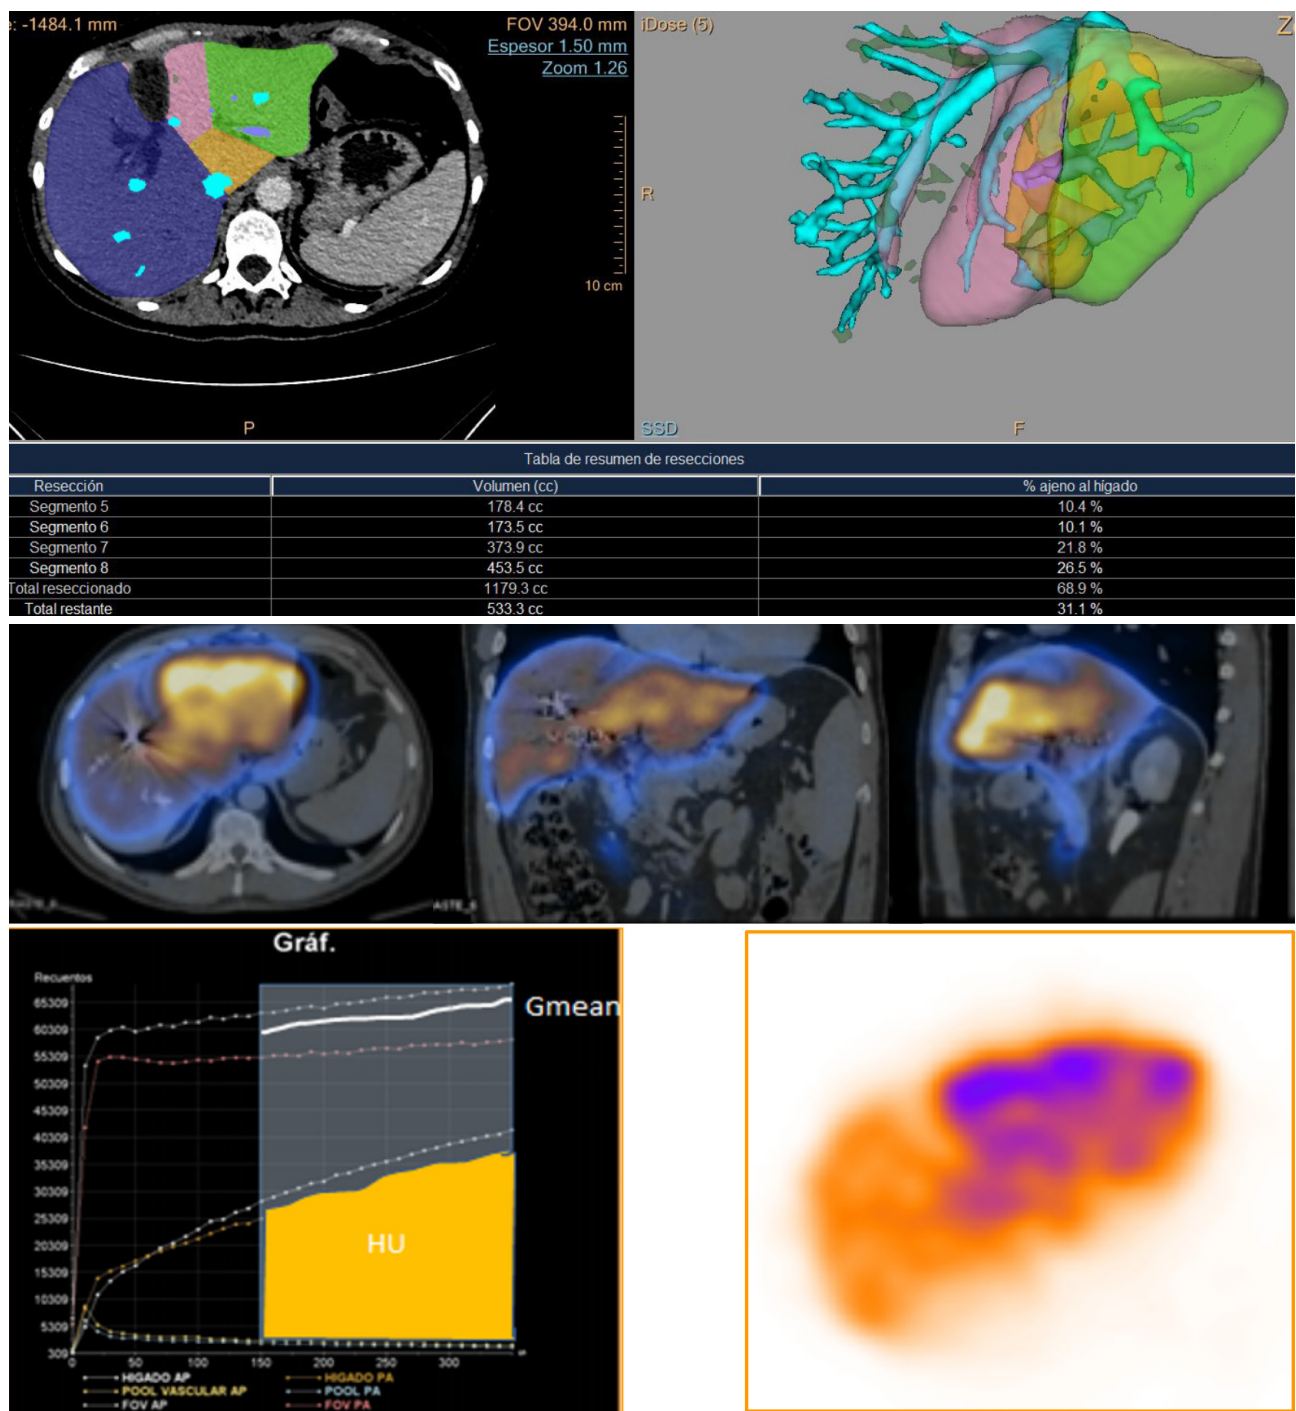 : -1484.1 mm
FOV 394.0 mm
Espesor 1.50 mm
Zoom 1.26
10 cm
P
iDose (5)
Z
R
SSD
F
Tabla de resumen de resecciones
Resección Volumen (cc) % ajeno al hígado
Segmento 5 178.4 cc 10.4 %
Segmento 6 173.5 cc 10.1 %
Segmento 7 373.9 cc 21.8 %
Segmento 8 453.5 cc 26.5 %
Total reseccionado 1179.3 cc 68.9 %
Total restante 533.3 cc 31.1 %
Gráf.
Recuentos
65309
60309
55309
50309
45309
40309
35309
30309
25309
20309
15309
10309
5309
309
0 50 100 150 200 250 300
Gmean
HU
HIGADO AP HIGADO PA
POOL VASCULAR AP POOL PA
FOV AP FOV PA